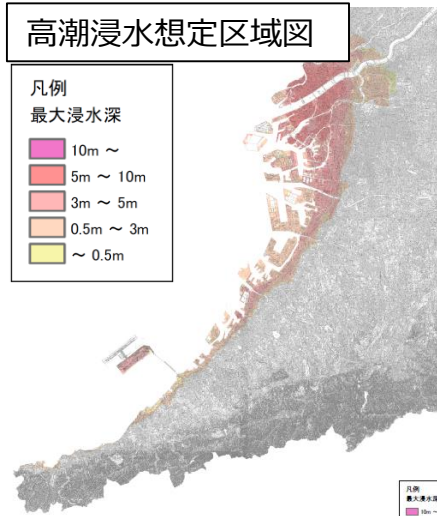 高潮浸水想定区域図
凡例
最大浸水深
10m ～
5m ～ 10m
3m ～ 5m
0.5m ～ 3m
～ 0.5m
凡例
最大浸水深
10m ～